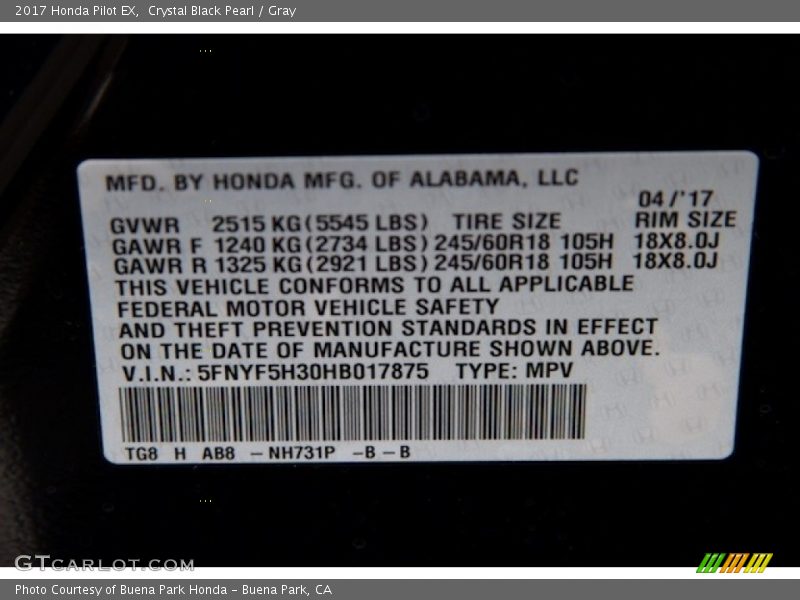 2017 Honda Pilot EX,  Crystal Black Pearl / Gray
MFD. BY HONDA MFG. OF ALABAMA, LLC
04/'17
GVWR 2515 KG (5545 LBS) TIRE SIZE RIM SIZE
GAWR F 1240 KG (2734 LBS) 245/60R18 105H 18X8.0J
GAWR R 1325 KG (2921 LBS) 245/60R18 105H 18X8.0J
THIS VEHICLE CONFORMS TO ALL APPLICABLE
FEDERAL MOTOR VEHICLE SAFETY
AND THEFT PREVENTION STANDARDS IN EFFECT
ON THE DATE OF MANUFACTURE SHOWN ABOVE.
V.I.N.: 5FNYF5H30HB017875 TYPE: MPV
TG8 H AB8 – NH731P –B – B
GTCARLOT.COM
Photo Courtesy of Buena Park Honda – Buena Park, CA